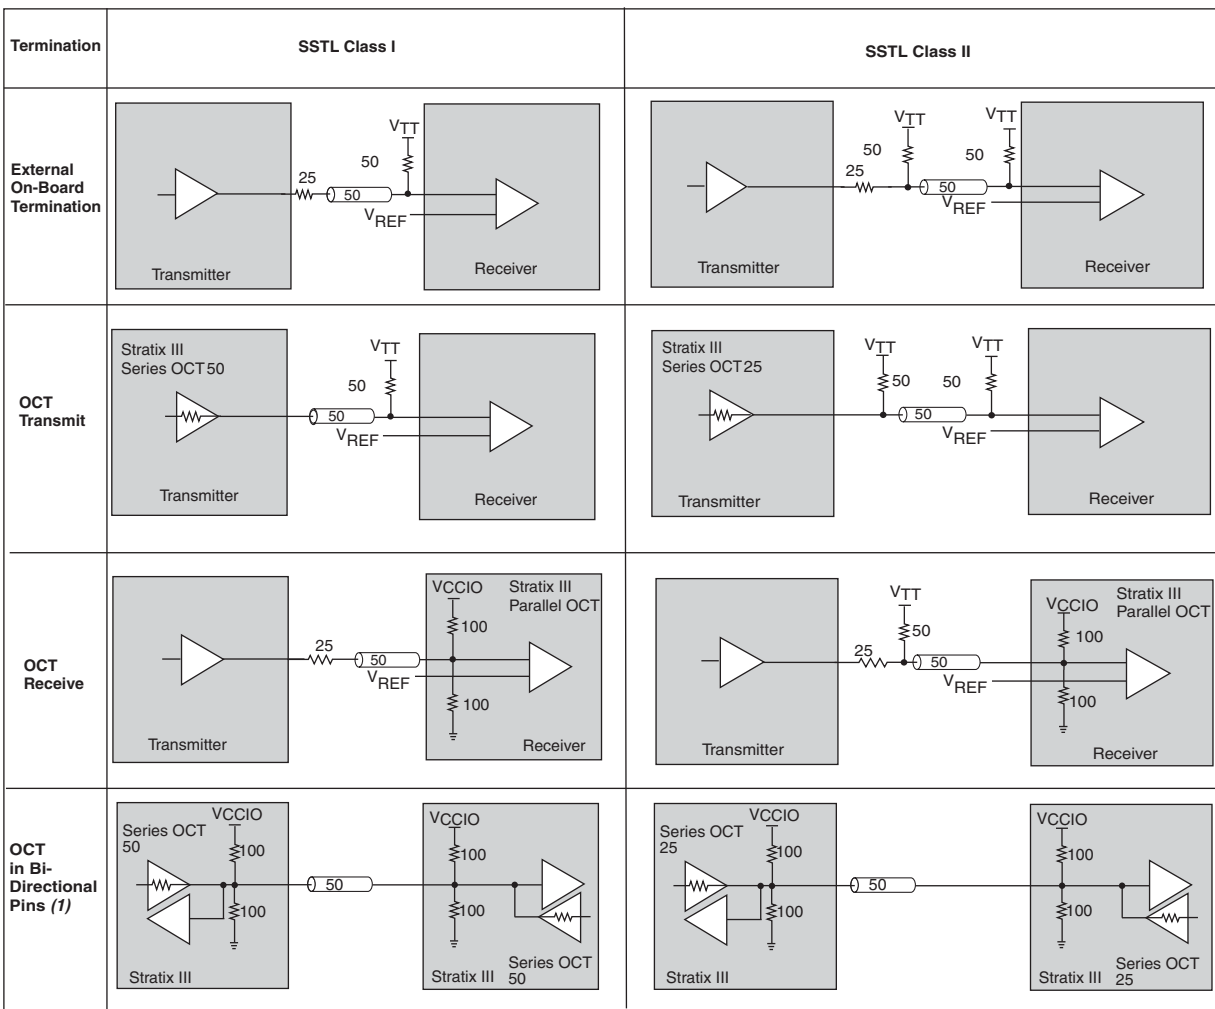 Termination
SSTL Class I
SSTL Class II
External
On-Board
Termination
VTT
50
25
50
VREF
Transmitter
Receiver
VTT
VTT
50
50
25
50
VREF
Transmitter
Receiver
OCT
Transmit
Stratix III
Series OCT 50
VTT
50
50
VREF
Transmitter
Receiver
Stratix III
Series OCT 25
VTT
VTT
50
50
50
VREF
Transmitter
Receiver
OCT
Receive
VCCIO
Stratix III
Parallel OCT
100
25
50
VREF
100
Transmitter
Receiver
VTT
VCCIO
Stratix III
Parallel OCT
50
100
25
50
VREF
100
Transmitter
Receiver
OCT
in Bi-
Directional
Pins (1)
Series OCT
50
VCCIO
100
100
Stratix III
50
VCCIO
100
100
Stratix III
Series OCT
50
Series OCT
25
VCCIO
100
100
Stratix III
50
VCCIO
100
100
Stratix III
Series OCT
25